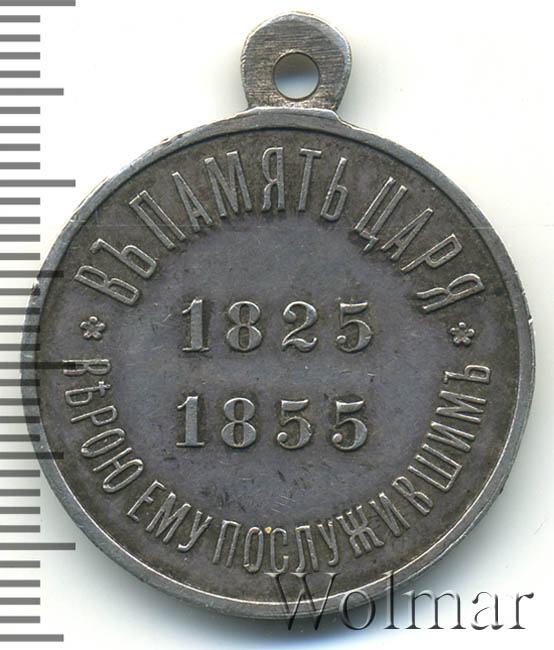 ВЪ ПАМЯТЬ ЦАРЯ
1825
1855
* ВѢРОЮ ЕМУ ПОСЛУЖИВШИМЪ *
Wolmar